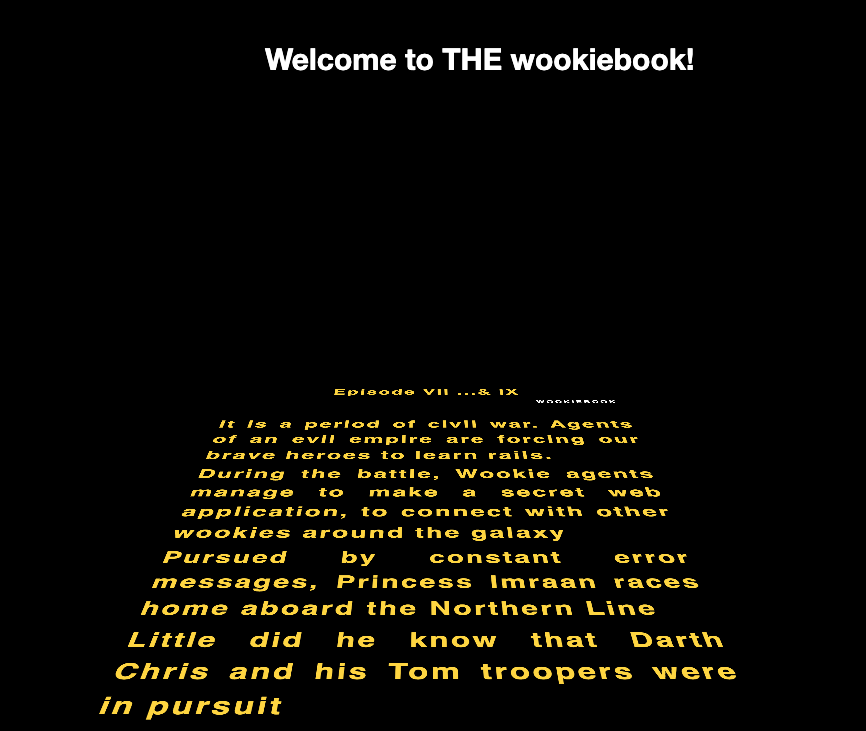 Welcome to THE wookiebook!
Episode VII ...& IX
WOOKIEBOOK
It is a period of civil war. Agents
of an evil empire are forcing our
brave heroes to learn rails.
During the battle, Wookie agents
manage to make a secret web
application, to connect with other
wookies around the galaxy
Pursued by constant error
messages, Princess Imraan races
home aboard the Northern Line
Little did he know that Darth
Chris and his Tom troopers were
in pursuit